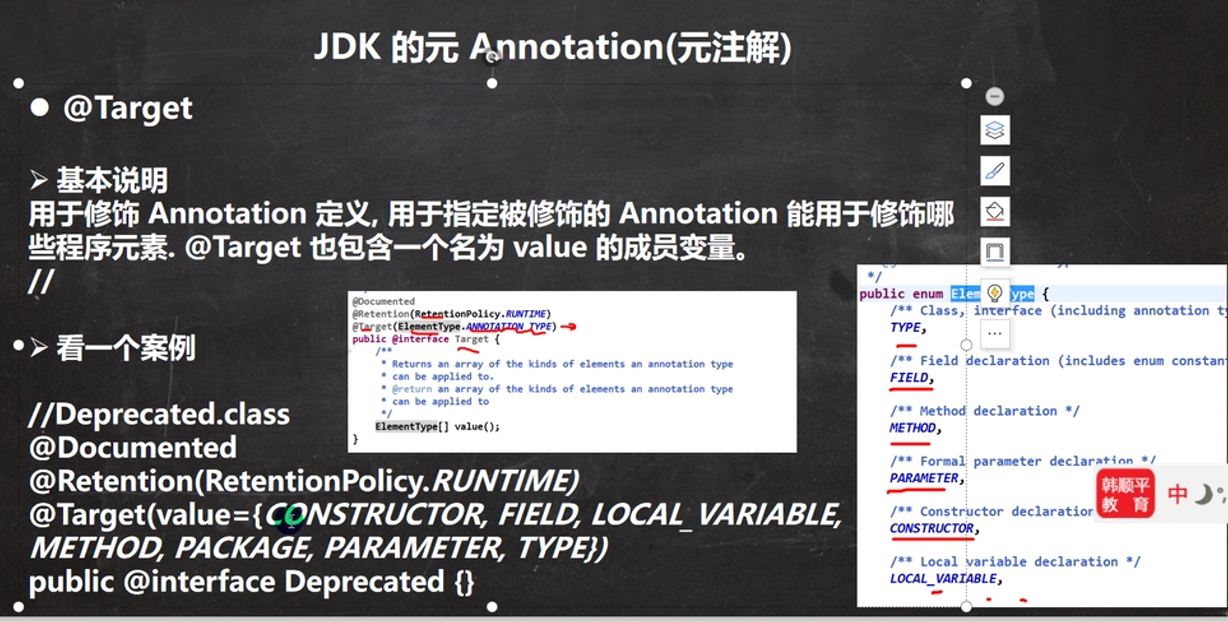 JDK 的元 Annotation(元注解)
● @Target
➢ 基本说明
用于修饰 Annotation 定义, 用于指定被修饰的 Annotation 能用于修饰哪
些程序元素. @Target 也包含一个名为 value 的成员变量。
//
➢ 看一个案例
//Deprecated.class
@Documented
@Retention(RetentionPolicy.RUNTIME)
@Target(value={CONSTRUCTOR, FIELD, LOCAL_VARIABLE,
METHOD, PACKAGE, PARAMETER, TYPE})
public @interface Deprecated {}
@Documented
@Retention(RetentionPolicy.RUNTIME)
@Target(ElementType.ANNOTATION_TYPE)
public @interface Target {
/**
* Returns an array of the kinds of elements an annotation type
* can be applied to.
* @return an array of the kinds of elements an annotation type
* can be applied to
*/
ElementType[] value();
}
*/
public enum Elem Type {
/** Class, interface (including annotation
TYPE,
/** Field declaration (includes enum
FIELD,
/** Method declaration */
METHOD,
/** Formal parameter declaration */
PARAMETER,
/** Constructor declaration
CONSTRUCTOR,
/** Local variable declaration */
LOCAL_VARIABLE,
韩顺平
教 育
中